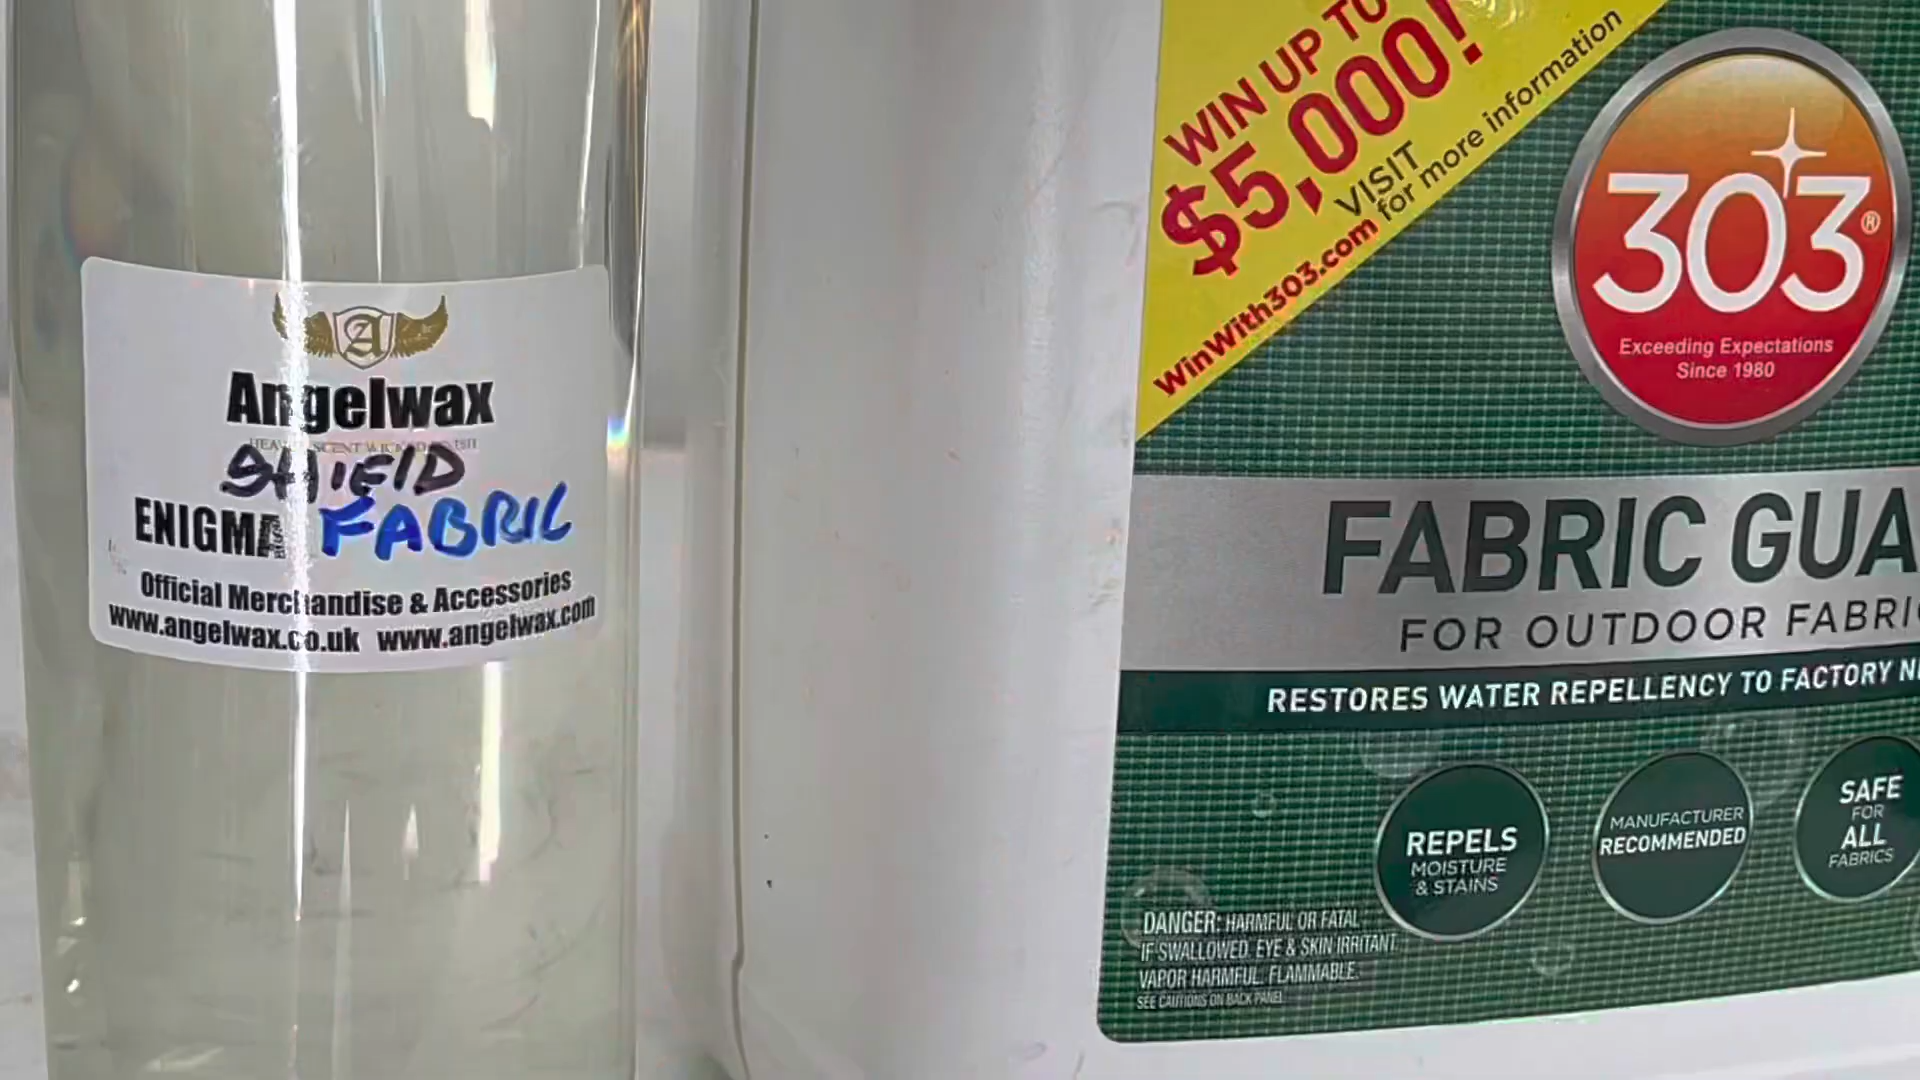 A
Angelwax
SHIEID
ENIGMA FABRIC
Official Merchandise & Accessories
www.angelwax.co.uk www.angelwax.com
WIN UP TO
$5,000!
VISIT
WinWith303.com for more information
303®
Exceeding Expectations
Since 1980
FABRIC GUA
FOR OUTDOOR FABRIC
RESTORES WATER REPELLENCY TO FACTORY
REPELS
MOISTURE
& STAINS
MANUFACTURER
RECOMMENDED
SAFE
FOR
ALL
FABRICS
DANGER: HARMFUL OR FATAL
IF SWALLOWED. EYE & SKIN IRRITANT.
VAPOR HARMFUL. FLAMMABLE.
SEE CAUTIONS ON BACK PANEL